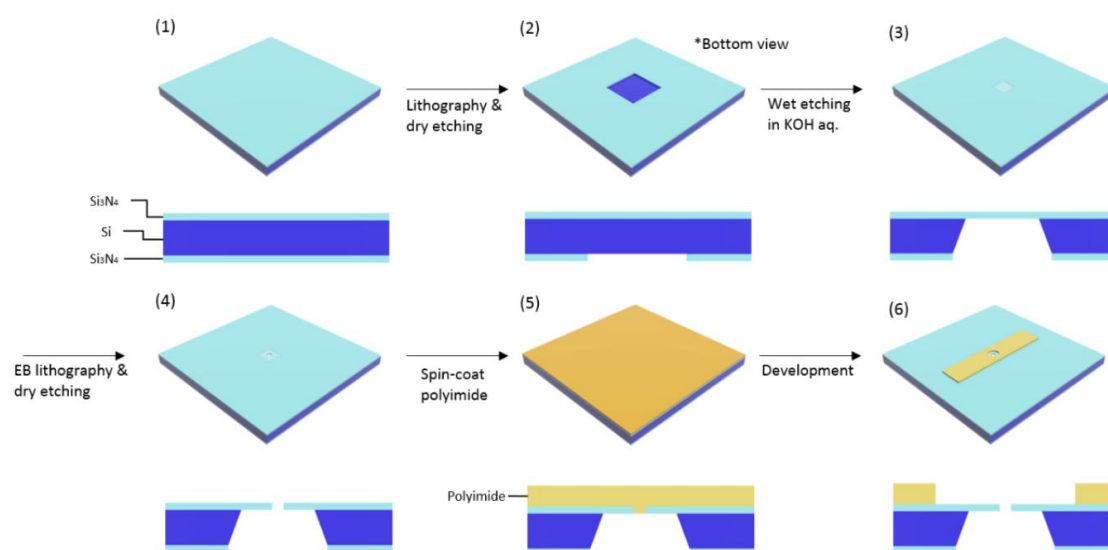 (1)
(2)
*Bottom view
(3)
Lithography &
dry etching
Wet etching
in KOH aq.
Si₃N₄
Si
Si₃N₄
(4)
(5)
(6)
EB lithography &
dry etching
Spin-coat
polyimide
Development
Polyimide